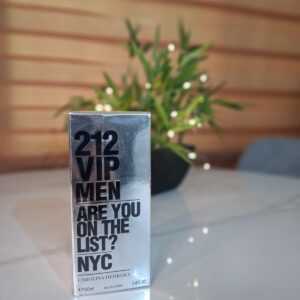 212
VIP
MEN
ARE YOU
ON THE
LIST?
NYC
CAROLINA HERRERA